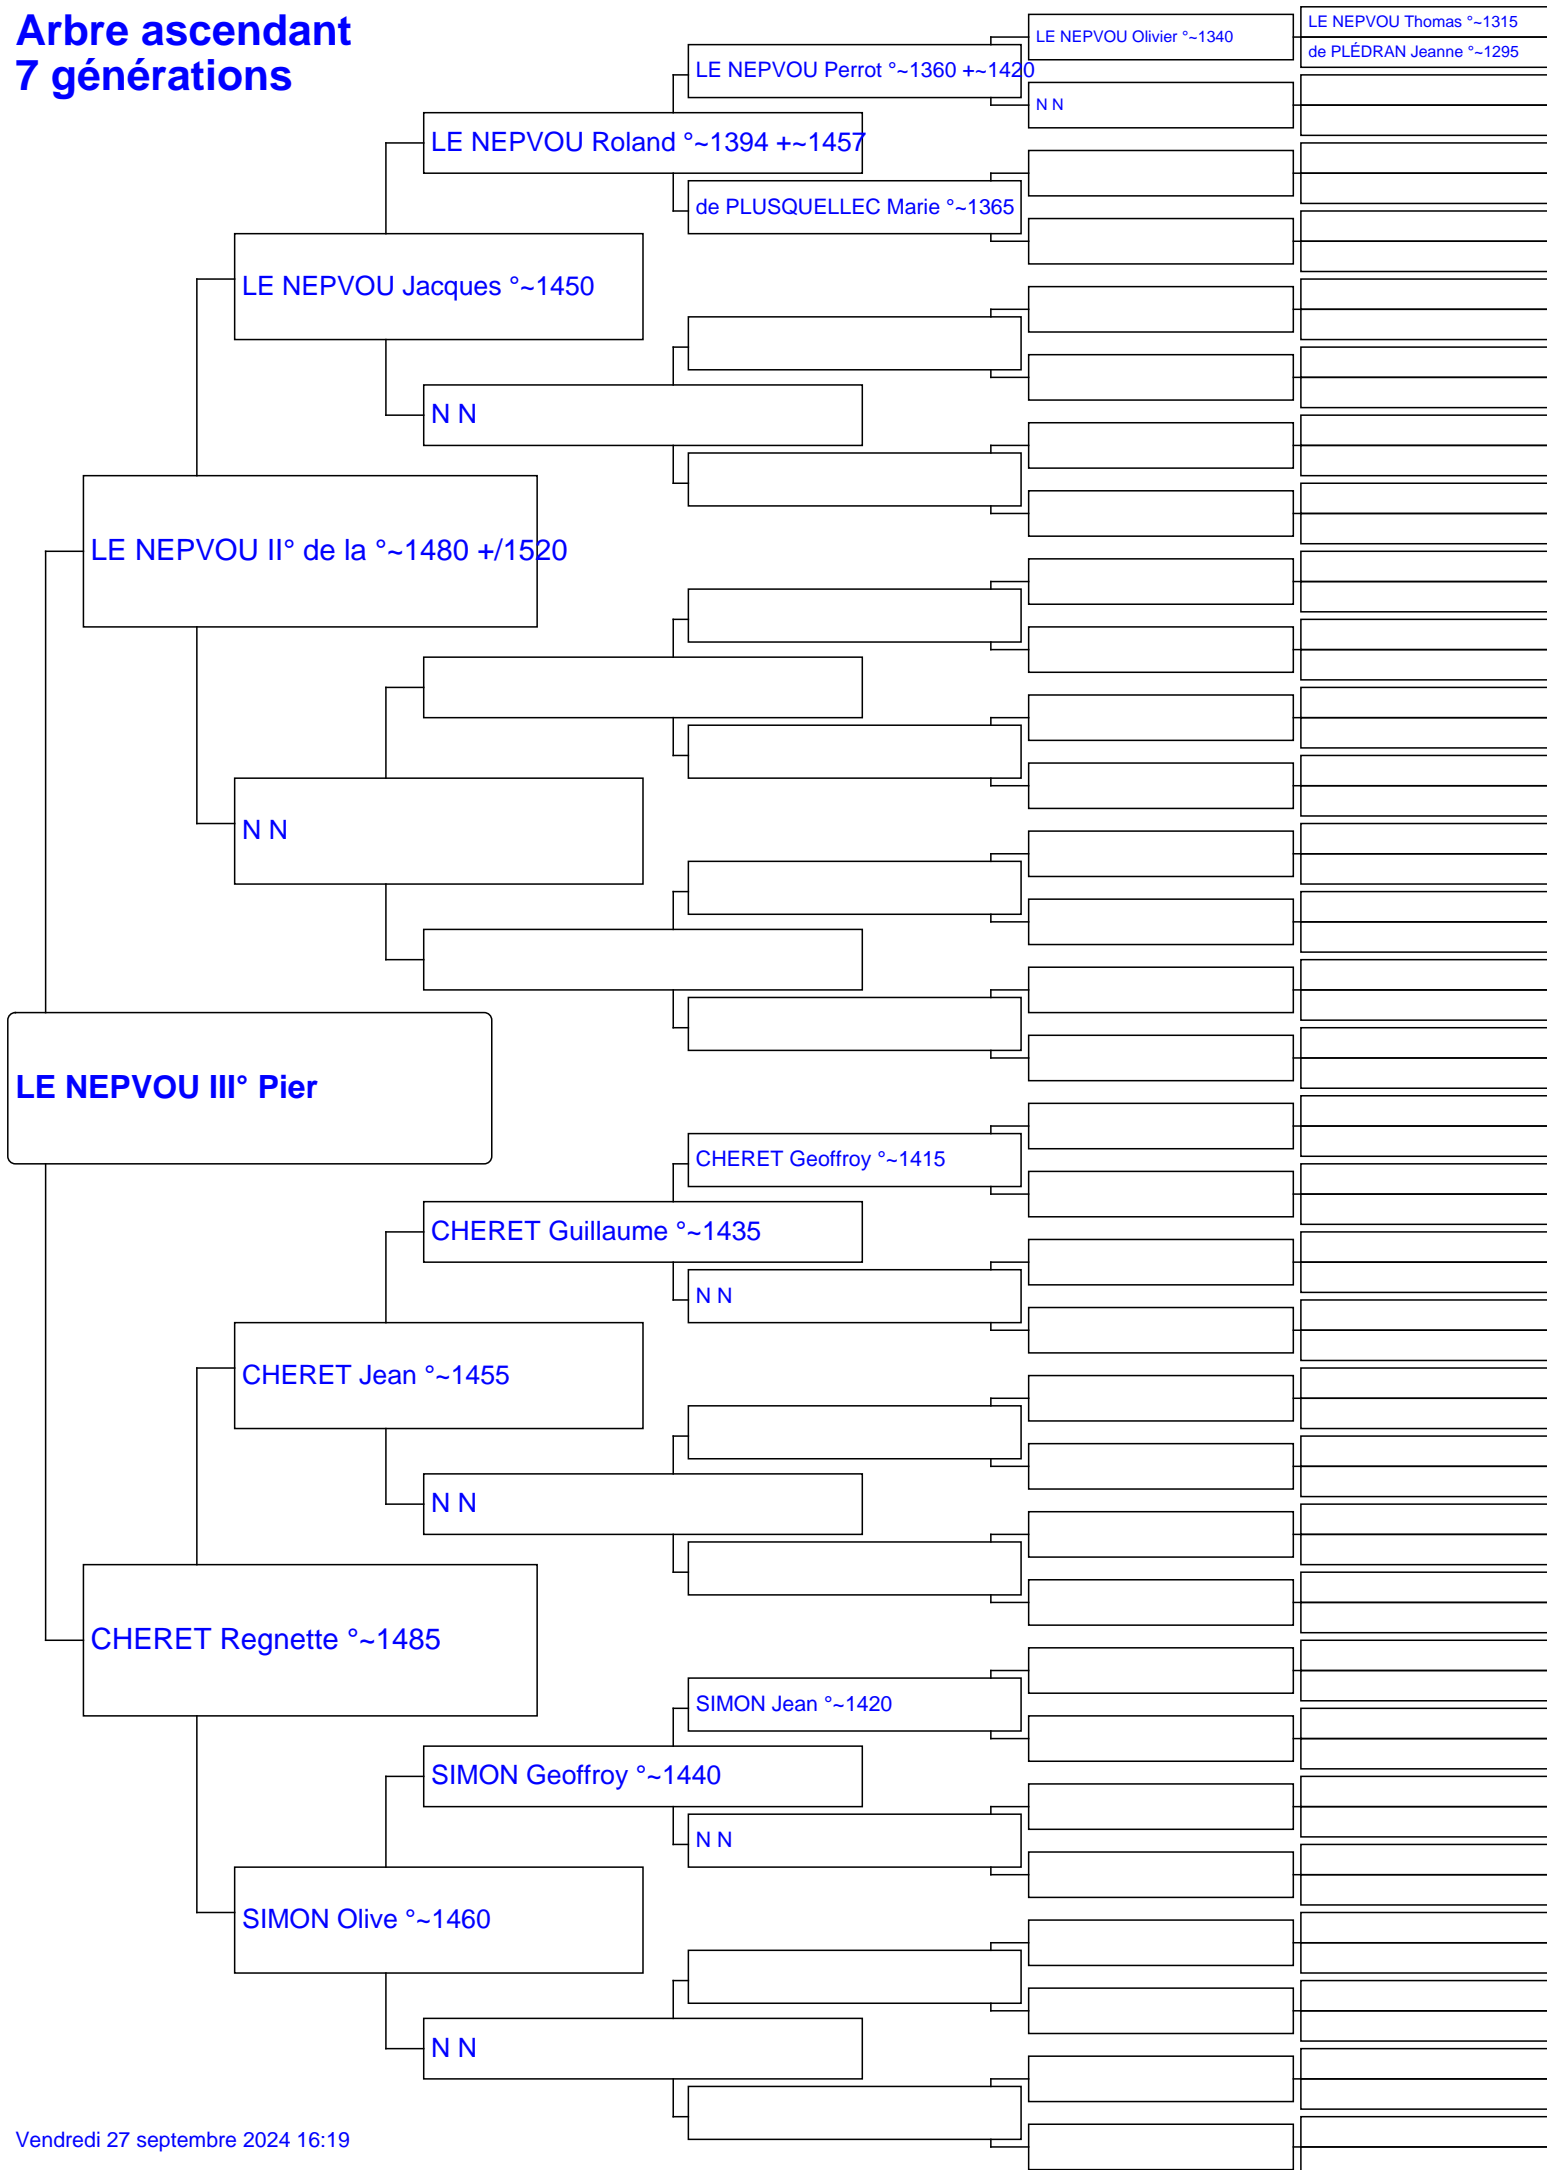 Arbre ascendant
7 générations
LE NEPVOU III° Pier
LE NEPVOU II° de la °~1480 +/1520
CHERET Regnette °~1485
LE NEPVOU Jacques °~1450
N N
CHERET Jean °~1455
SIMON Olive °~1460
LE NEPVOU Roland °~1394 +~1457
N N
CHERET Guillaume °~1435
N N
SIMON Geoffroy °~1440
N N
LE NEPVOU Perrot °~1360 +~1420
de PLUSQUELLEC Marie °~1365
CHERET Geoffroy °~1415
N N
SIMON Jean °~1420
N N
LE NEPVOU Olivier °~1340
N N
LE NEPVOU Thomas °~1315
de PLÉDRAN Jeanne °~1295
Vendredi 27 septembre 2024 16:19